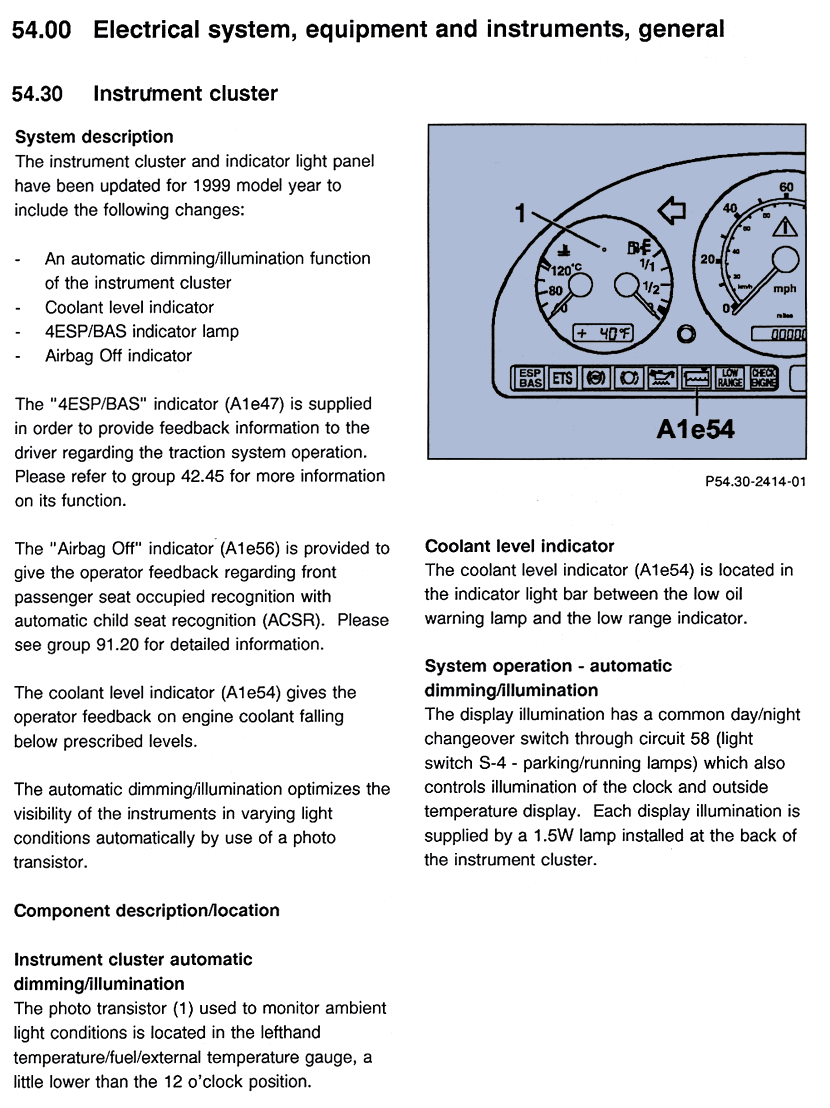 54.00 Electrical system, equipment and instruments, general
54.30 Instrument cluster
System description
The instrument cluster and indicator light panel
have been updated for 1999 model year to
include the following changes:
- An automatic dimming/illumination function
of the instrument cluster
- Coolant level indicator
- 4ESP/BAS indicator lamp
- Airbag Off indicator
The "4ESP/BAS" indicator (A1e47) is supplied
in order to provide feedback information to the
driver regarding the traction system operation.
Please refer to group 42.45 for more information
on its function.
The "Airbag Off" indicator (A1e56) is provided to
give the operator feedback regarding front
passenger seat occupied recognition with
automatic child seat recognition (ACSR). Please
see group 91.20 for detailed information.
The coolant level indicator (A1e54) gives the
operator feedback on engine coolant falling
below prescribed levels.
The automatic dimming/illumination optimizes the
visibility of the instruments in varying light
conditions automatically by use of a photo
transistor.
Component description/location
Instrument cluster automatic
dimming/illumination
The photo transistor (1) used to monitor ambient
light conditions is located in the lefthand
temperature/fuel/external temperature gauge, a
little lower than the 12 o'clock position.
1
120°C
80
1/1
1/2
+ 40°F
60
40
20
0
km/h
mph
miles
00000
ESP
BAS
ETS
LOW
RANGE
CHECK
ENGINE
A1e54
P54.30-2414-01
Coolant level indicator
The coolant level indicator (A1e54) is located in
the indicator light bar between the low oil
warning lamp and the low range indicator.
System operation - automatic
dimming/illumination
The display illumination has a common day/night
changeover switch through circuit 58 (light
switch S-4 - parking/running lamps) which also
controls illumination of the clock and outside
temperature display. Each display illumination is
supplied by a 1.5W lamp installed at the back of
the instrument cluster.